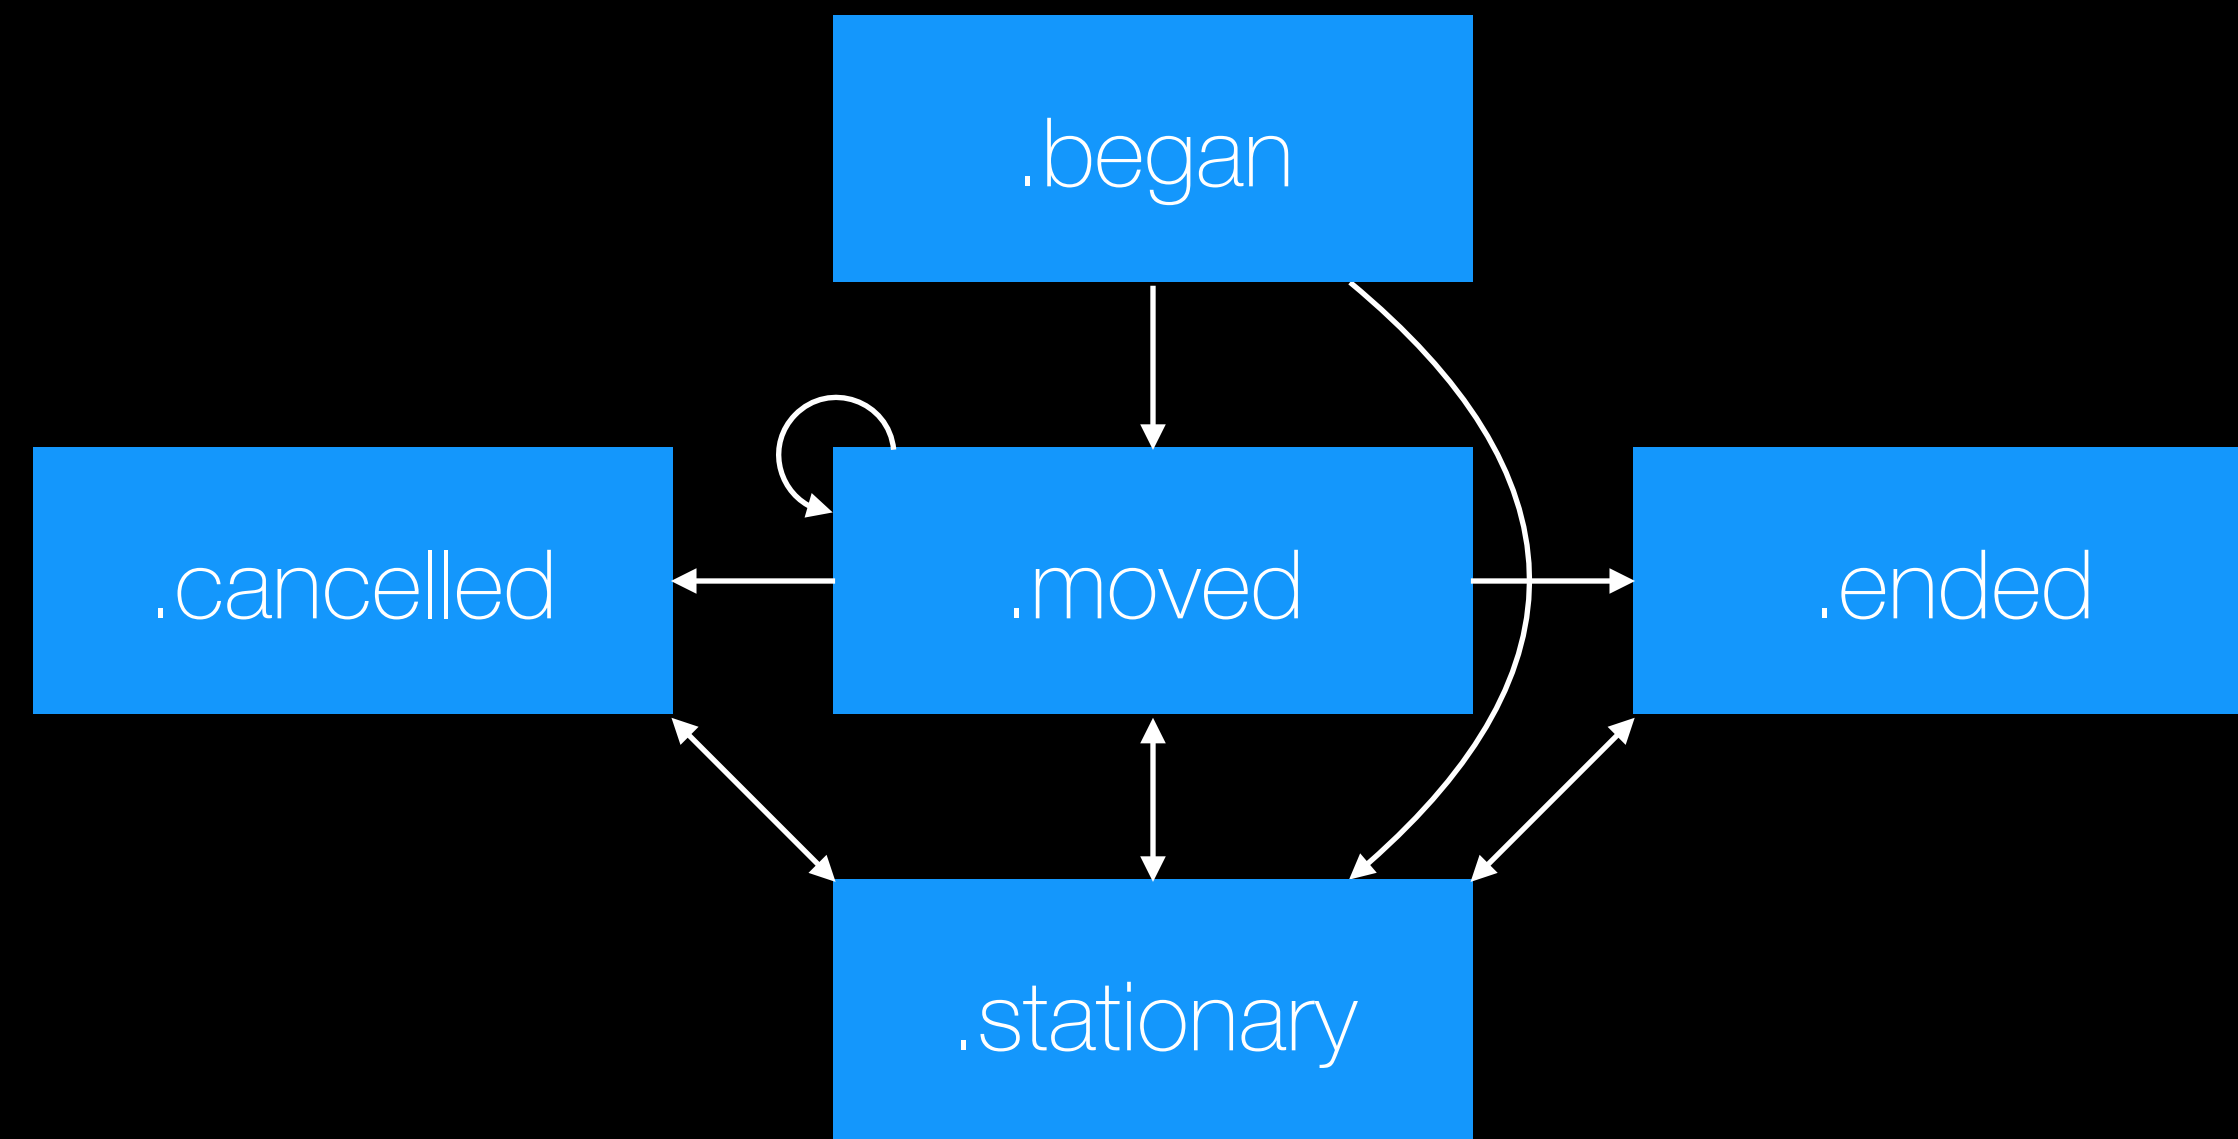 .began
.cancelled
.moved
.ended
.stationary